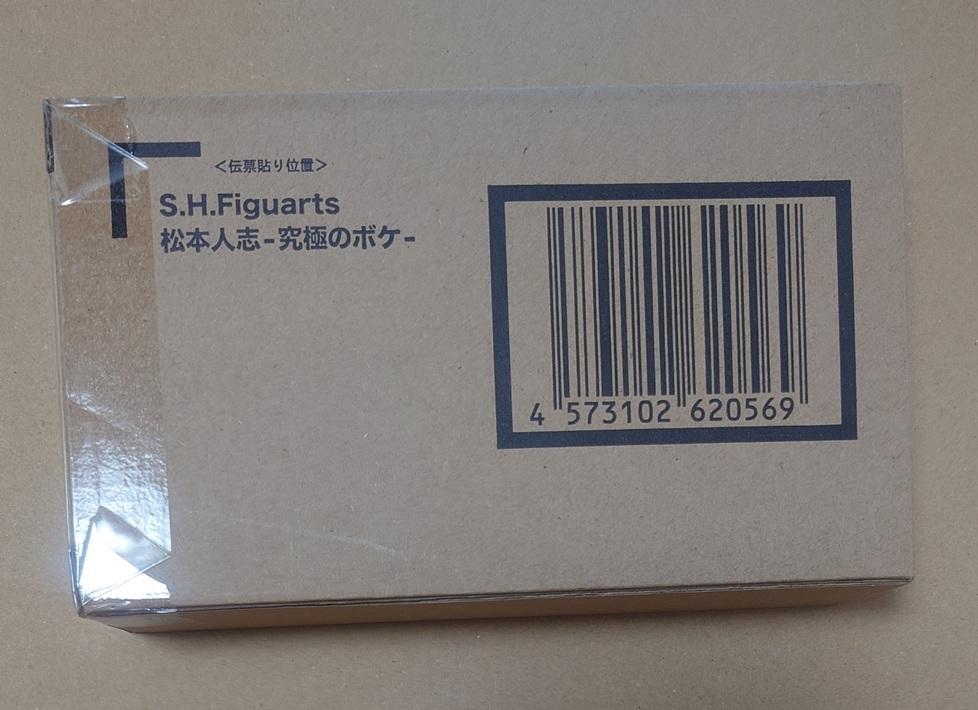 ＜伝票貼り位置＞
S.H.Figuarts
松本人志-究極のボケ-
4 573102 620569